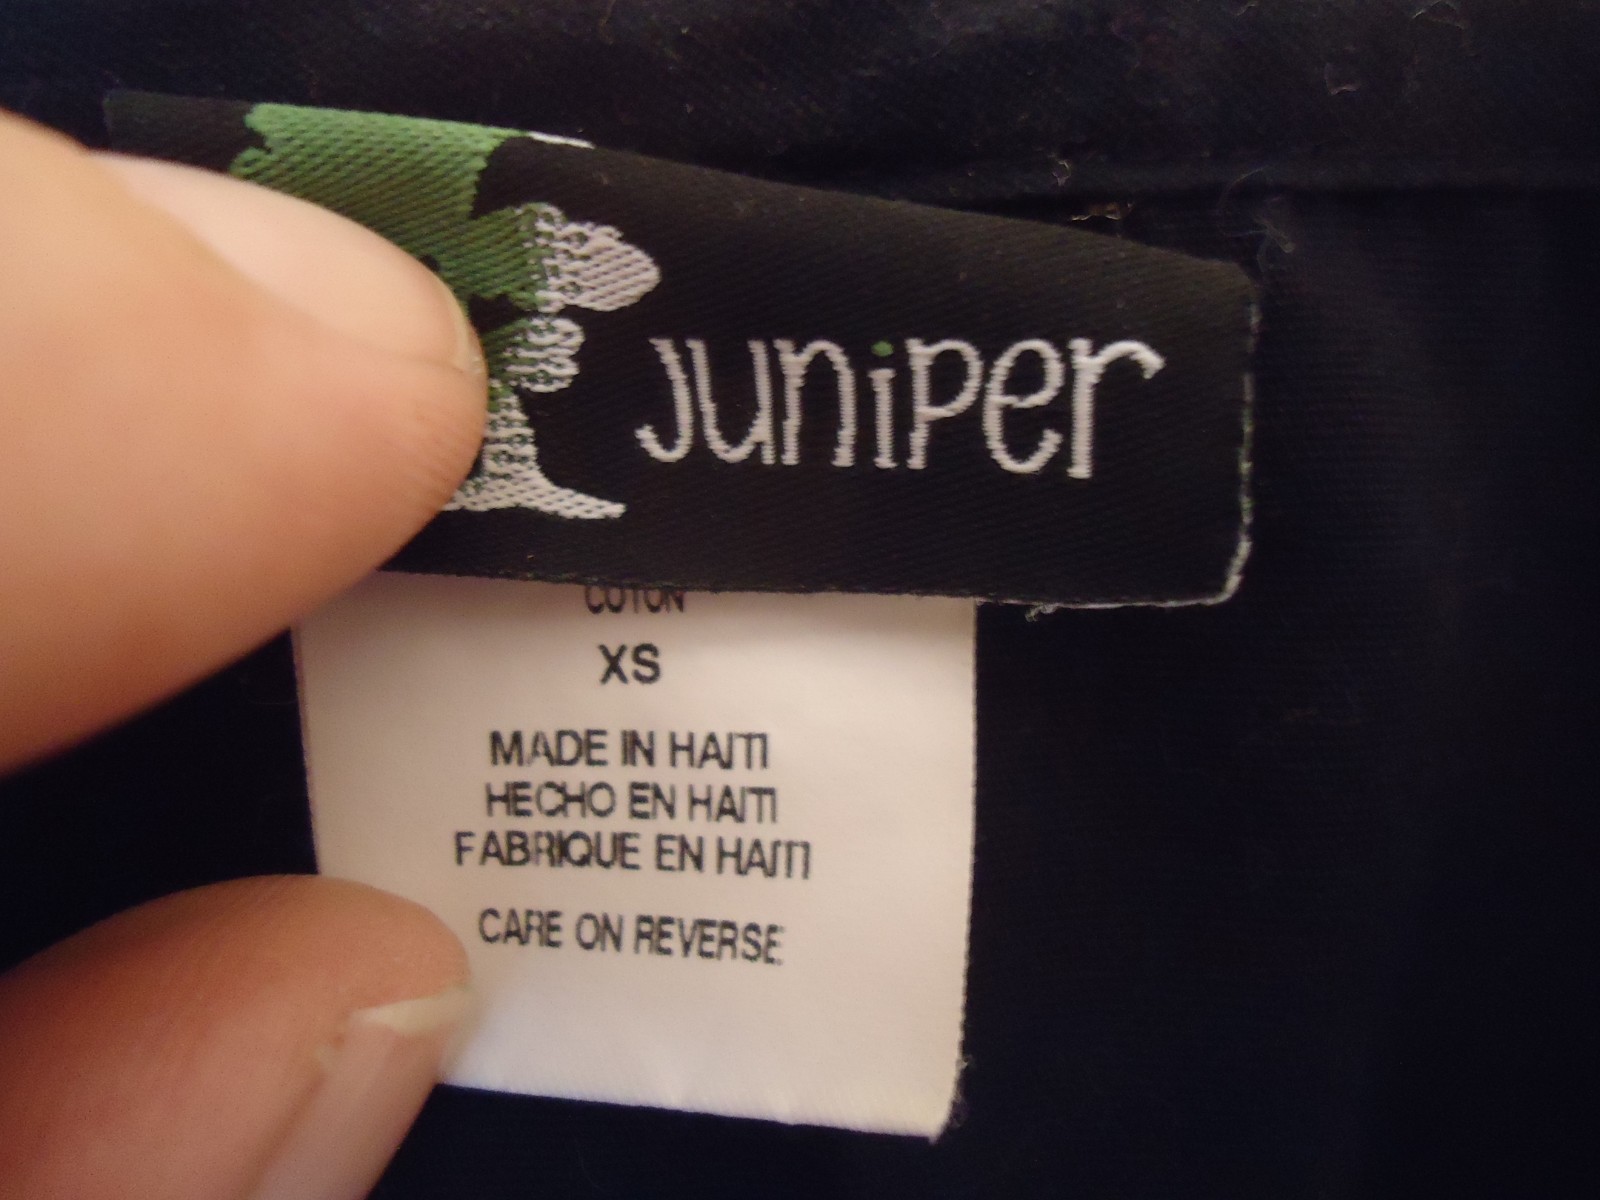 juniper
COTON
XS
MADE IN HAITI
HECHO EN HAITI
FABRIQUE EN HAITI
CARE ON REVERSE